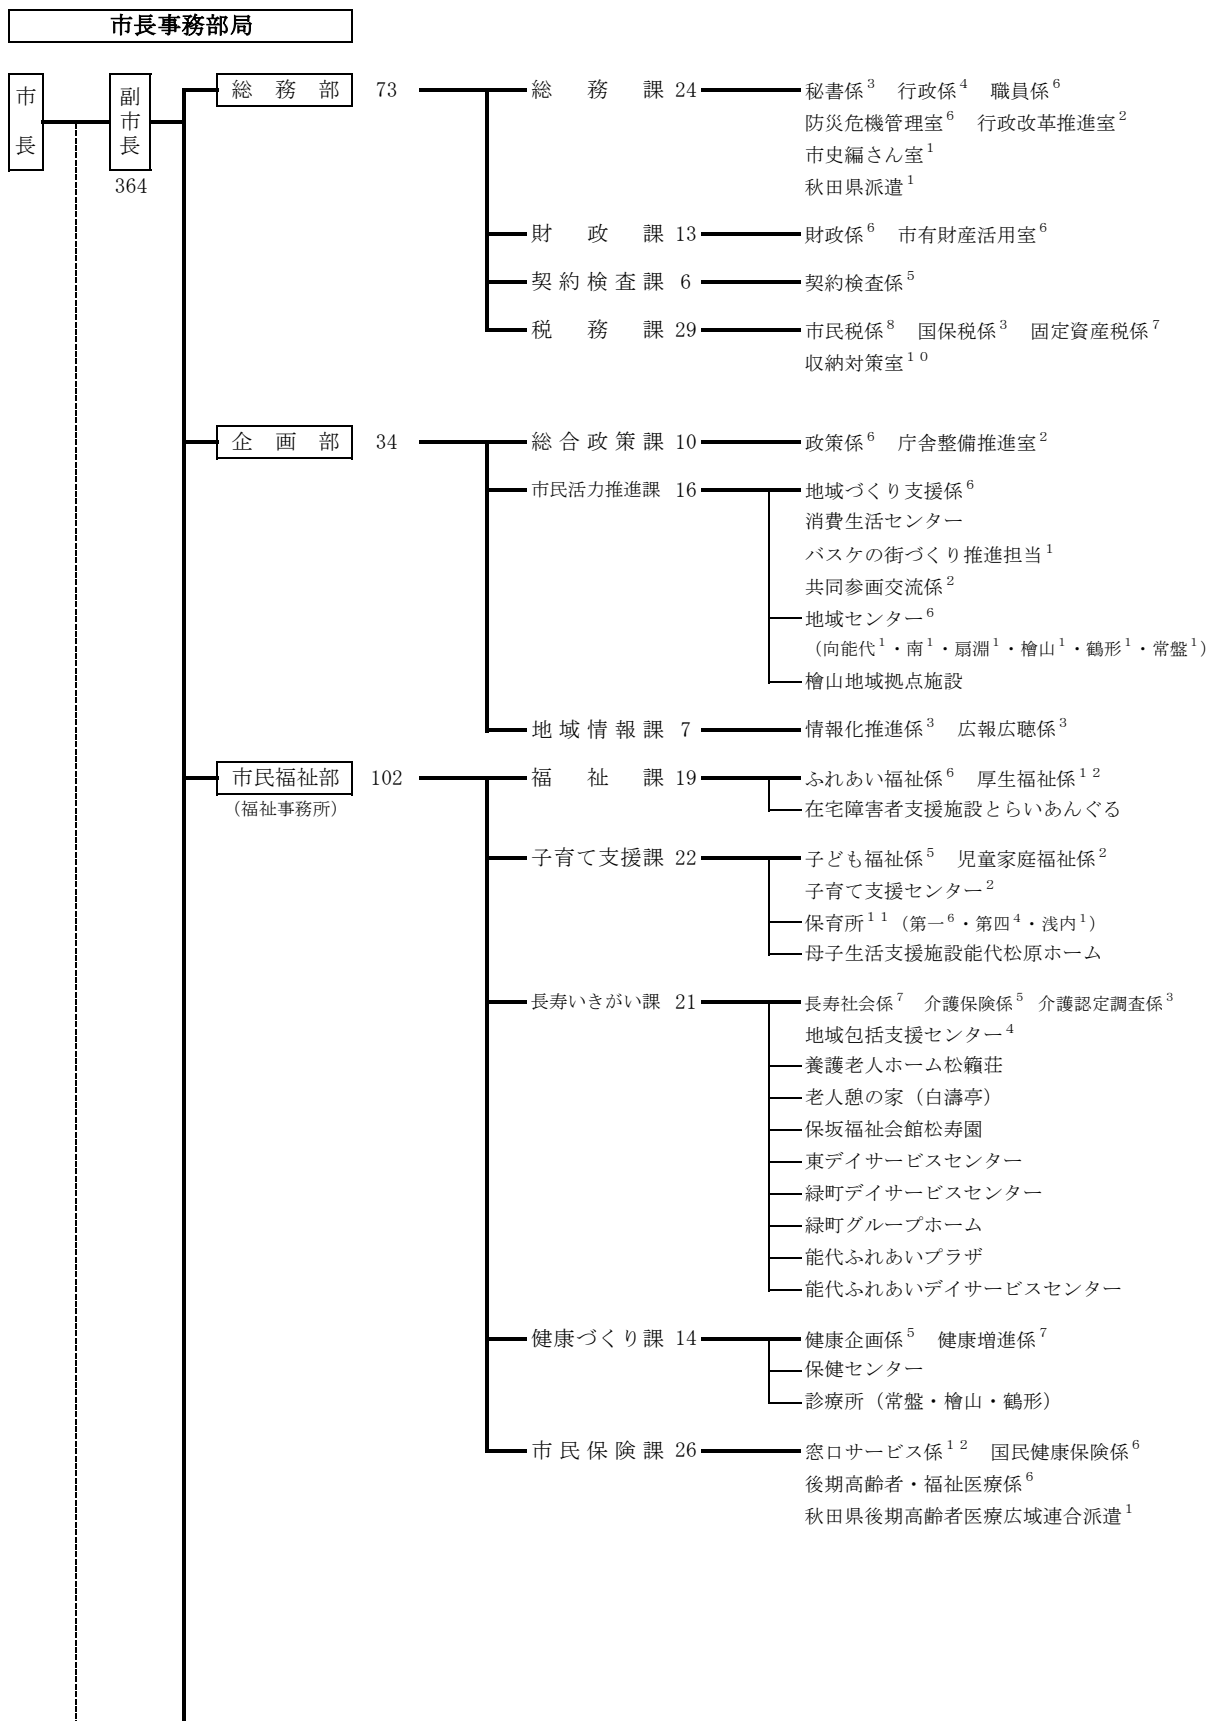 市長事務部局
市長 副市長 総務部 73 総務課 24 秘書係3 行政係4 職員係6
防災危機管理室6 行政改革推進室2
市史編さん室1
364 秋田県派遣1
財政課 13 財政係6 市有財産活用室6
契約検査課 6 契約検査係5
税務課 29 市民税係8 国保税係3 固定資産税係7
収納対策室10
企画部 34 総合政策課 10 政策係6 庁舎整備推進室2
市民活力推進課 16 地域づくり支援係6
消費生活センター
バスケの街づくり推進担当1
共同参画交流係2
地域センター6
（向能代1・南1・扇淵1・檜山1・鶴形1・常盤1）
檜山地域拠点施設
地域情報課 7 情報化推進係3 広報広聴係3
市民福祉部 102 福祉課 19 ふれあい福祉係6 厚生福祉係12
（福祉事務所） 在宅障害者支援施設とらいあんぐる
子育て支援課 22 子ども福祉係5 児童家庭福祉係2
子育て支援センター2
保育所11（第一6・第四4・浅内1）
母子生活支援施設能代松原ホーム
長寿いきがい課 21 長寿社会係7 介護保険係5 介護認定調査係3
地域包括支援センター4
養護老人ホーム松籟荘
老人憩の家（白濤亭）
保坂福祉会館松寿園
東デイサービスセンター
緑町デイサービスセンター
緑町グループホーム
能代ふれあいプラザ
能代ふれあいデイサービスセンター
健康づくり課 14 健康企画係5 健康増進係7
保健センター
診療所（常盤・檜山・鶴形）
市民保険課 26 窓口サービス係12 国民健康保険係6
後期高齢者・福祉医療係6
秋田県後期高齢者医療広域連合派遣1